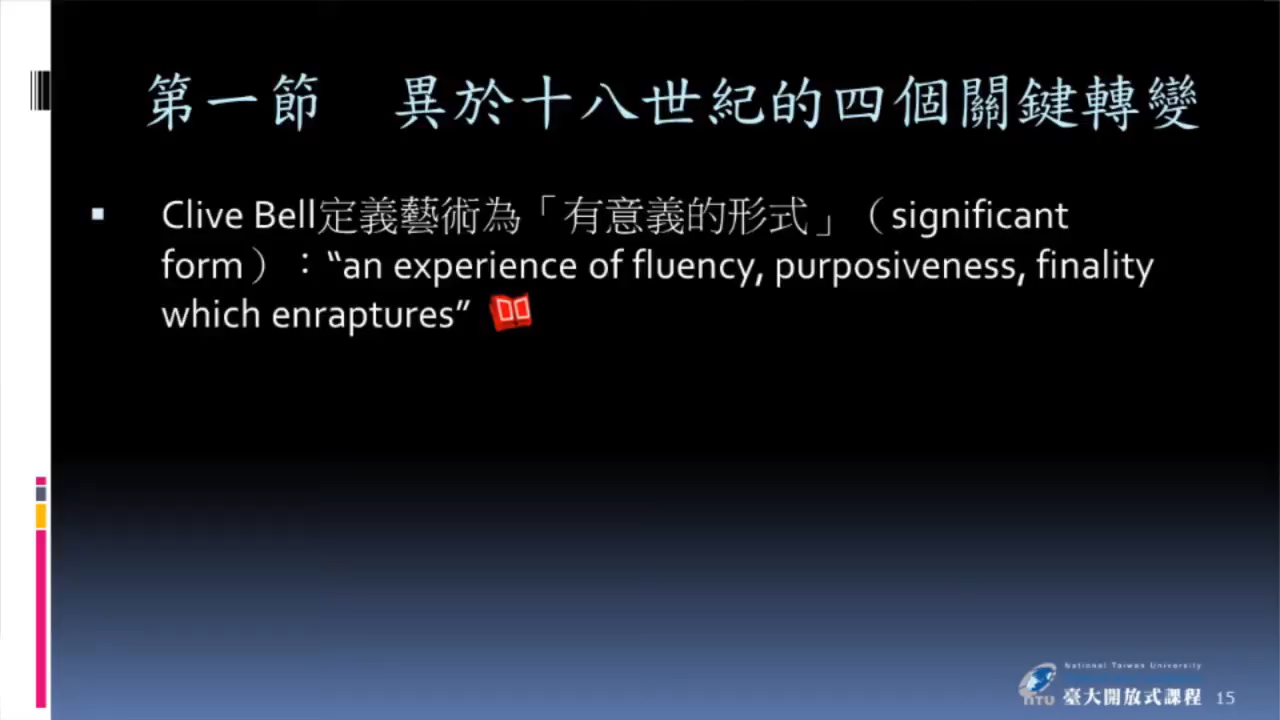 第一節　異於十八世紀的四個關鍵轉變
Clive Bell定義藝術為「有意義的形式」（significant
form）：“an experience of fluency, purposiveness, finality
which enraptures”
National Taiwan University
NTU 臺大開放式課程 15